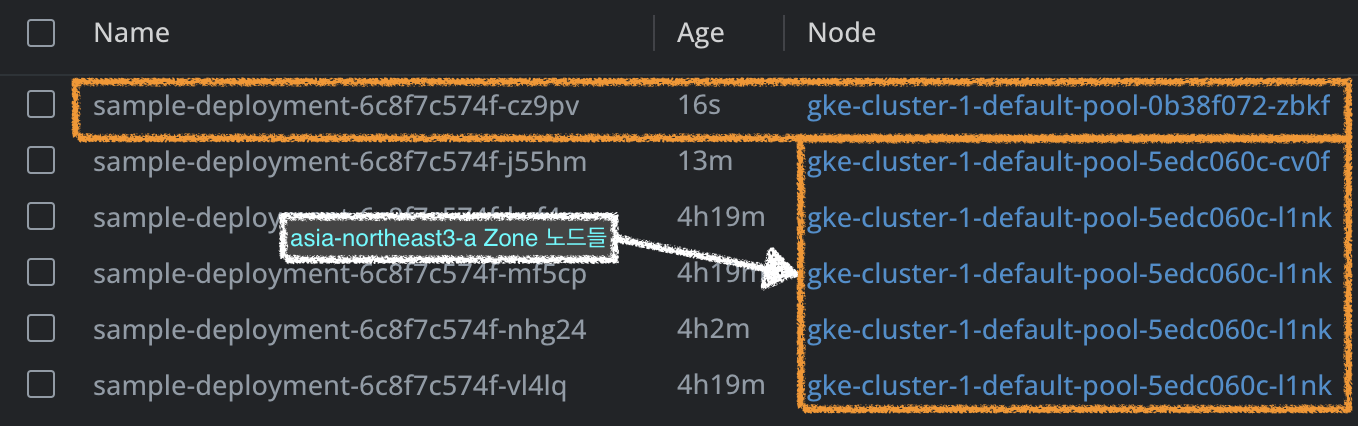 Name Age Node
sample-deployment-6c8f7c574f-cz9pv 16s gke-cluster-1-default-pool-0b38f072-zbkf
sample-deployment-6c8f7c574f-j55hm 13m gke-cluster-1-default-pool-5edc060c-cv0f
4h19m gke-cluster-1-default-pool-5edc060c-l1nk
asia-northeast3-a Zone 노드들
sample-deployment-6c8f7c574f-mf5cp 4h19m gke-cluster-1-default-pool-5edc060c-l1nk
sample-deployment-6c8f7c574f-nhg24 4h2m gke-cluster-1-default-pool-5edc060c-l1nk
sample-deployment-6c8f7c574f-vl4lq 4h19m gke-cluster-1-default-pool-5edc060c-l1nk